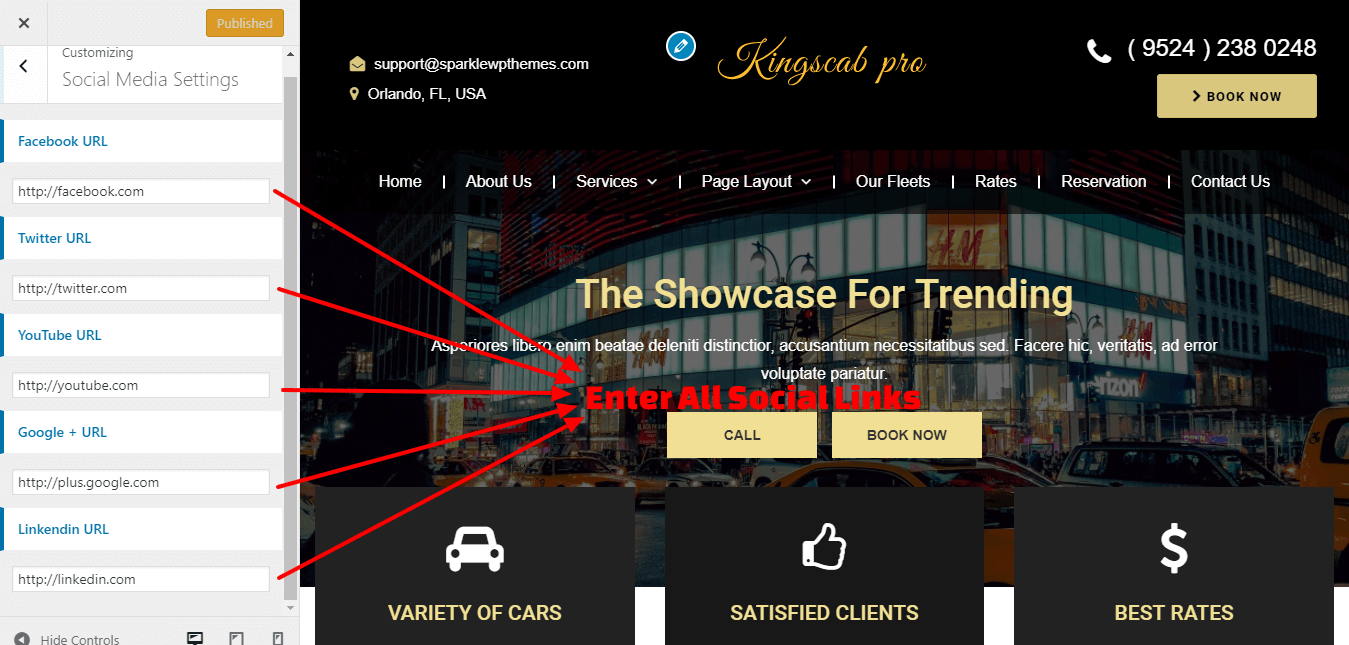 Published
Customizing
Social Media Settings
Facebook URL
http://facebook.com
Twitter URL
http://twitter.com
YouTube URL
http://youtube.com
Google + URL
http://plus.google.com
Linkendin URL
http://linkedin.com
Hide Controls
support@sparklewpthemes.com
Orlando, FL, USA
Kingscab pro
( 9524 ) 238 0248
BOOK NOW
Home | About Us | Services | Page Layout | Our Fleets | Rates | Reservation | Contact Us
H&M
The Showcase For Trending
Asperiores libero enim beatae deleniti distinctior, accusantium necessitatibus sed. Facere hic, veritatis, ad error
voluptate pariatur.
verizon
Enter All Social Links
CALL
BOOK NOW
VARIETY OF CARS
SATISFIED CLIENTS
BEST RATES